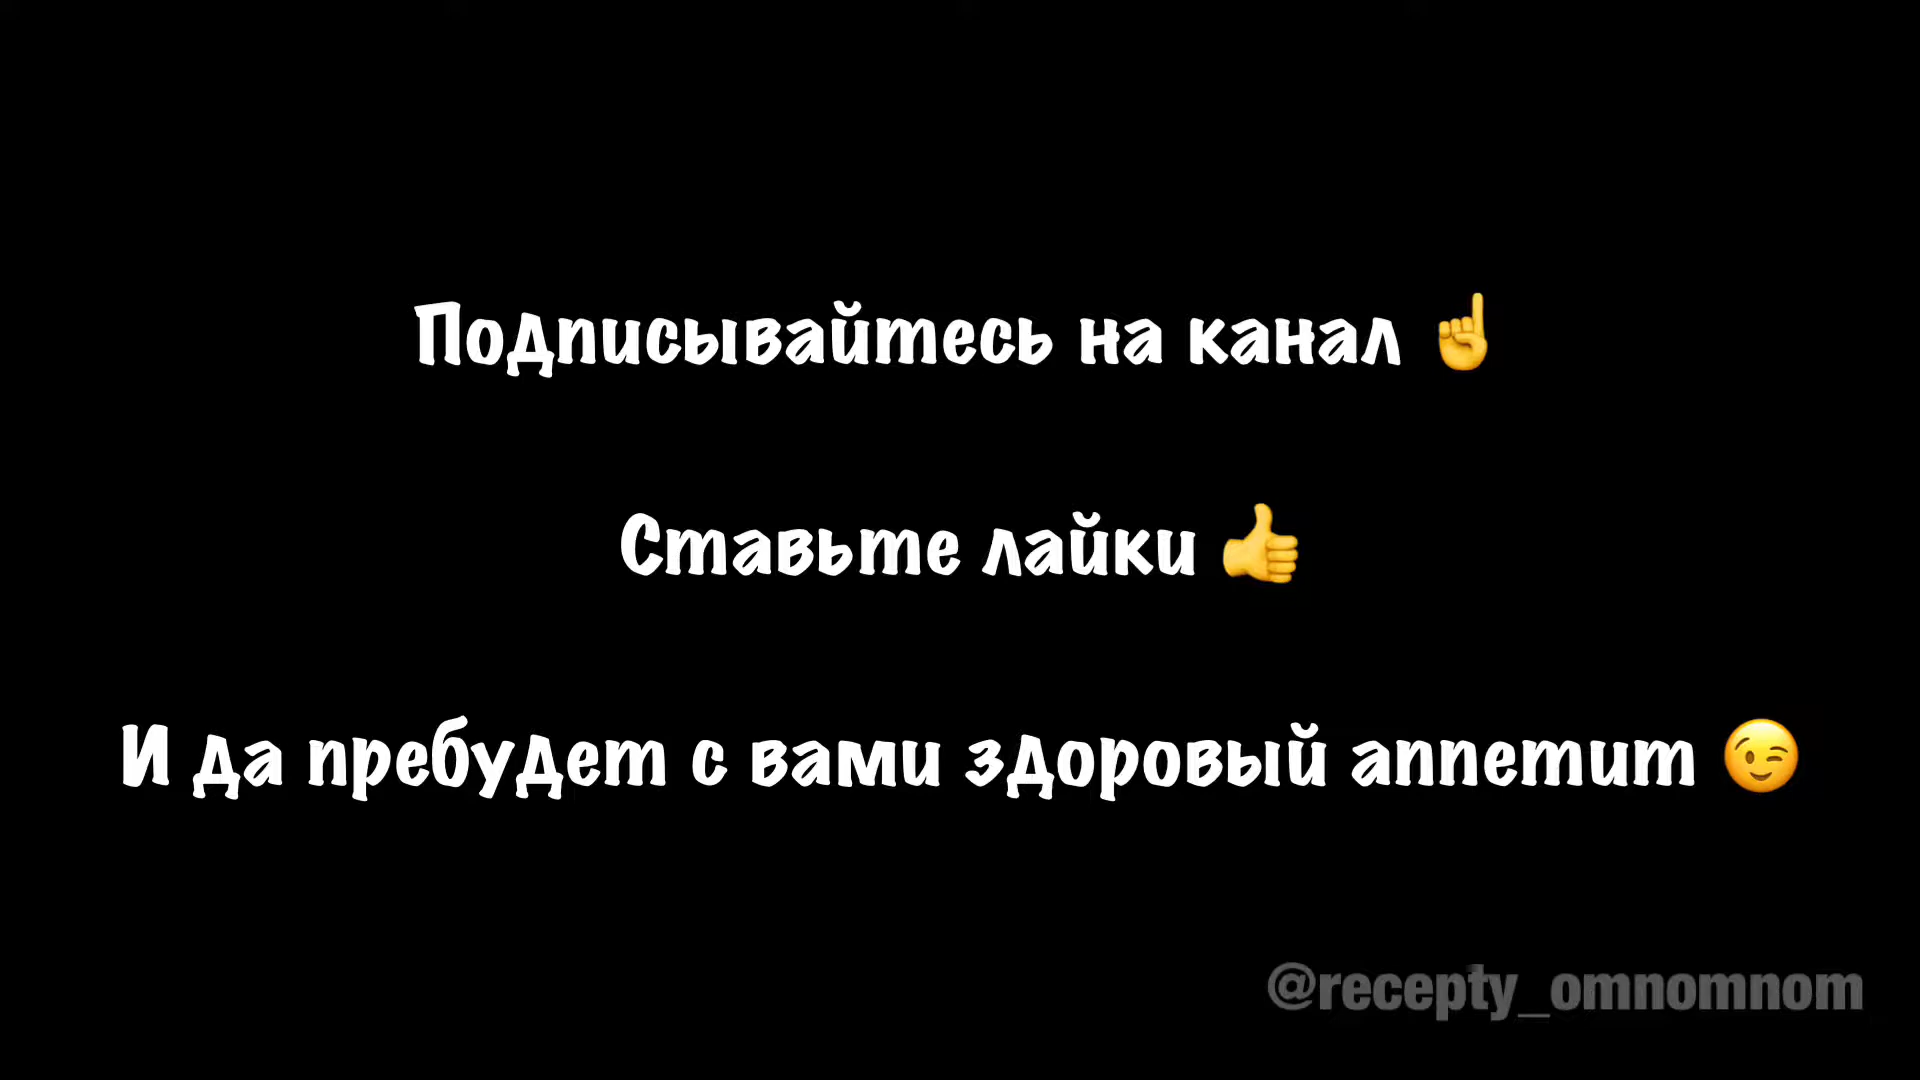 Подписывайтесь на канал ☝️
Ставьте лайки 👍
И да пребудет с вами здоровый аппетит 😉
@recepty_omnomnom